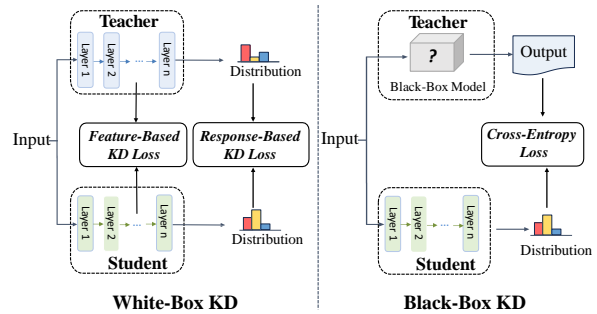 Teacher
Layer 1
Layer 2
...
Layer n
Distribution
Input
Feature-Based
KD Loss
Response-Based
KD Loss
Layer 1
Layer 2
...
Layer n
Distribution
Student
White-Box KD
Teacher
?
Black-Box Model
Output
Input
Cross-Entropy
Loss
Layer 1
Layer 2
...
Layer n
Distribution
Student
Black-Box KD